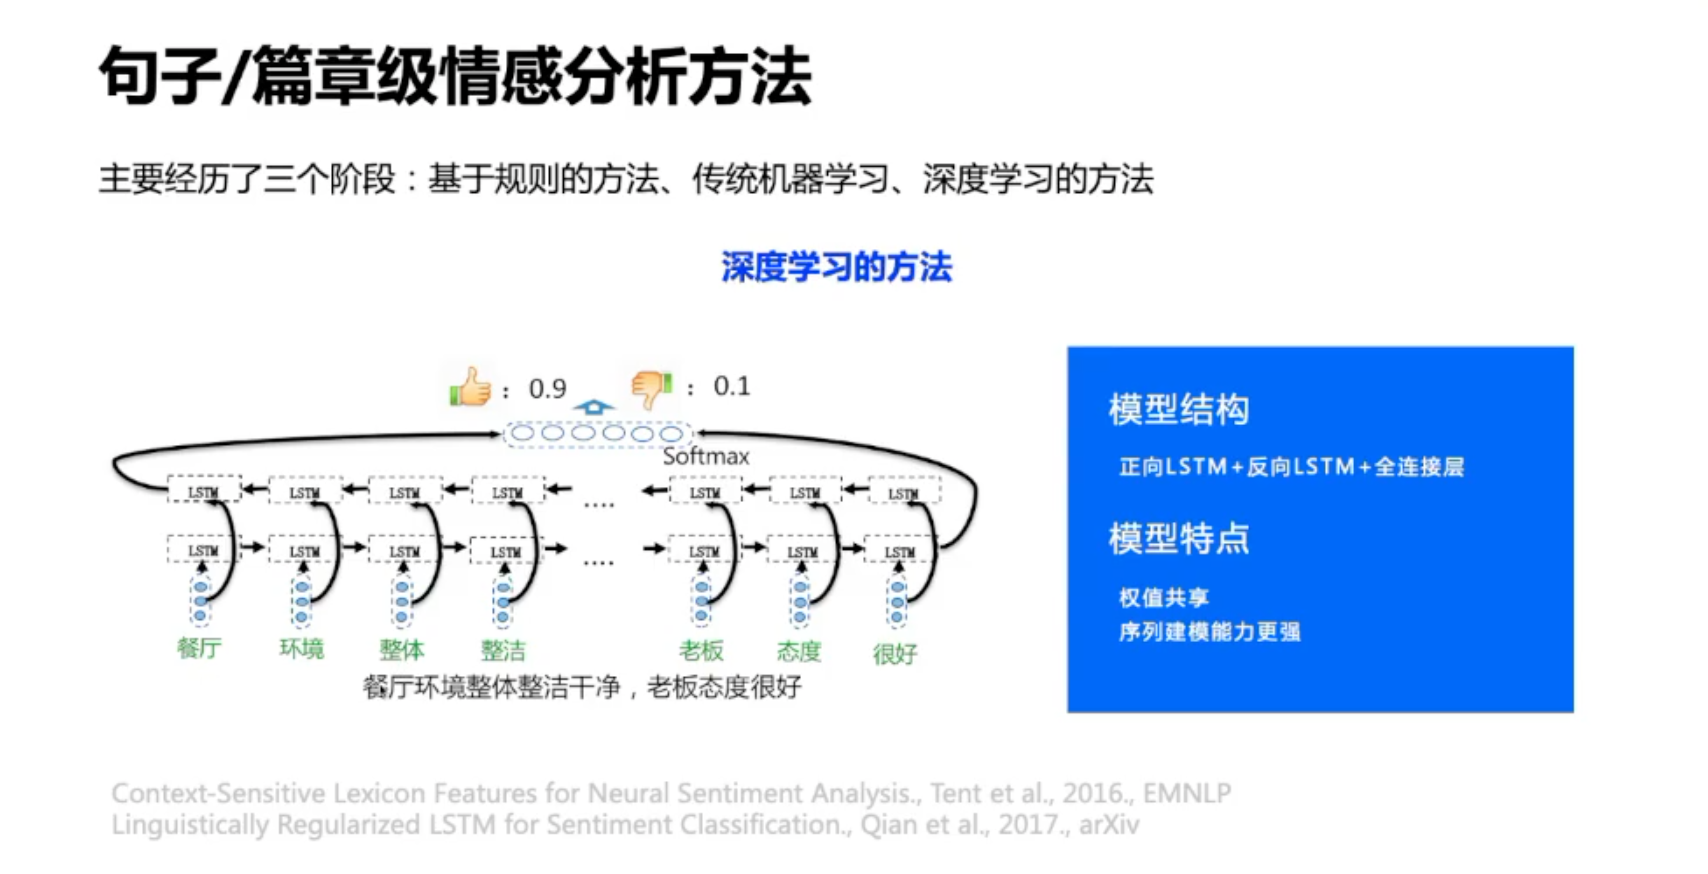 句子/篇章级情感分析方法
主要经历了三个阶段：基于规则的方法、传统机器学习、深度学习的方法
深度学习的方法
： 0.9 ： 0.1
Softmax
LSTM LSTM LSTM LSTM .... LSTM LSTM LSTM
LSTM LSTM LSTM LSTM .... LSTM LSTM LSTM
餐厅 环境 整体 整洁 老板 态度 很好
餐厅环境整体整洁干净，老板态度很好
模型结构
正向LSTM+反向LSTM+全连接层
模型特点
权值共享
序列建模能力更强
Context-Sensitive Lexicon Features for Neural Sentiment Analysis., Tent et al., 2016., EMNLP
Linguistically Regularized LSTM for Sentiment Classification., Qian et al., 2017., arXiv